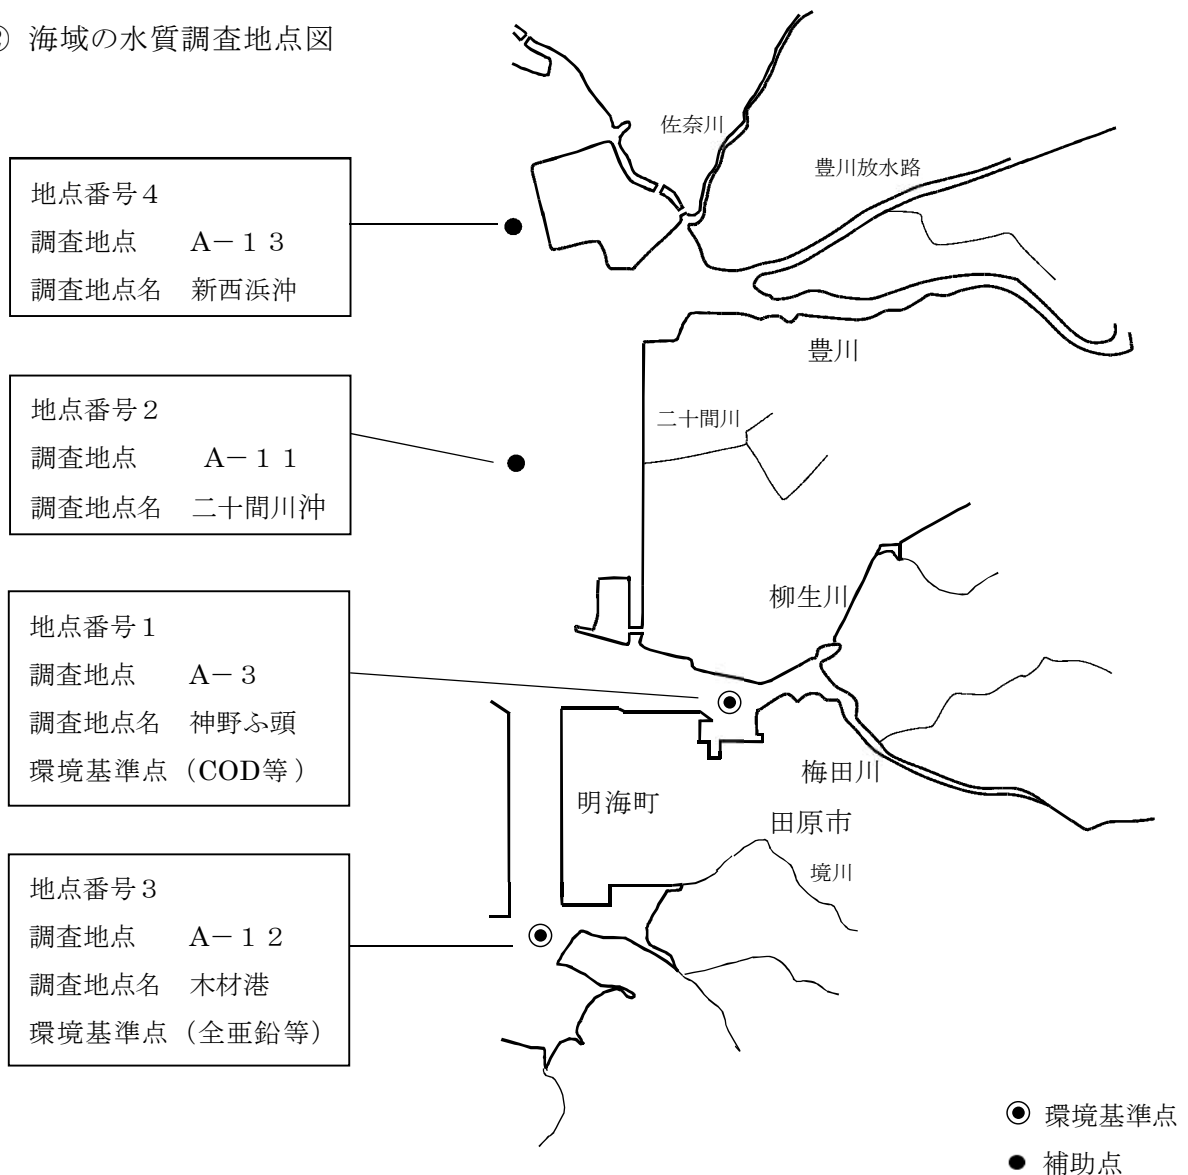 海域の水質調査地点図
佐奈川
豊川放水路
地点番号４
調査地点　Ａ－１３
調査地点名　新西浜沖
豊川
地点番号２
調査地点　Ａ－１１
調査地点名　二十間川沖
二十間川
柳生川
地点番号１
調査地点　Ａ－３
調査地点名　神野ふ頭
環境基準点（COD等）
梅田川
明海町
田原市
境川
地点番号３
調査地点　Ａ－１２
調査地点名　木材港
環境基準点（全亜鉛等）
環境基準点
補助点